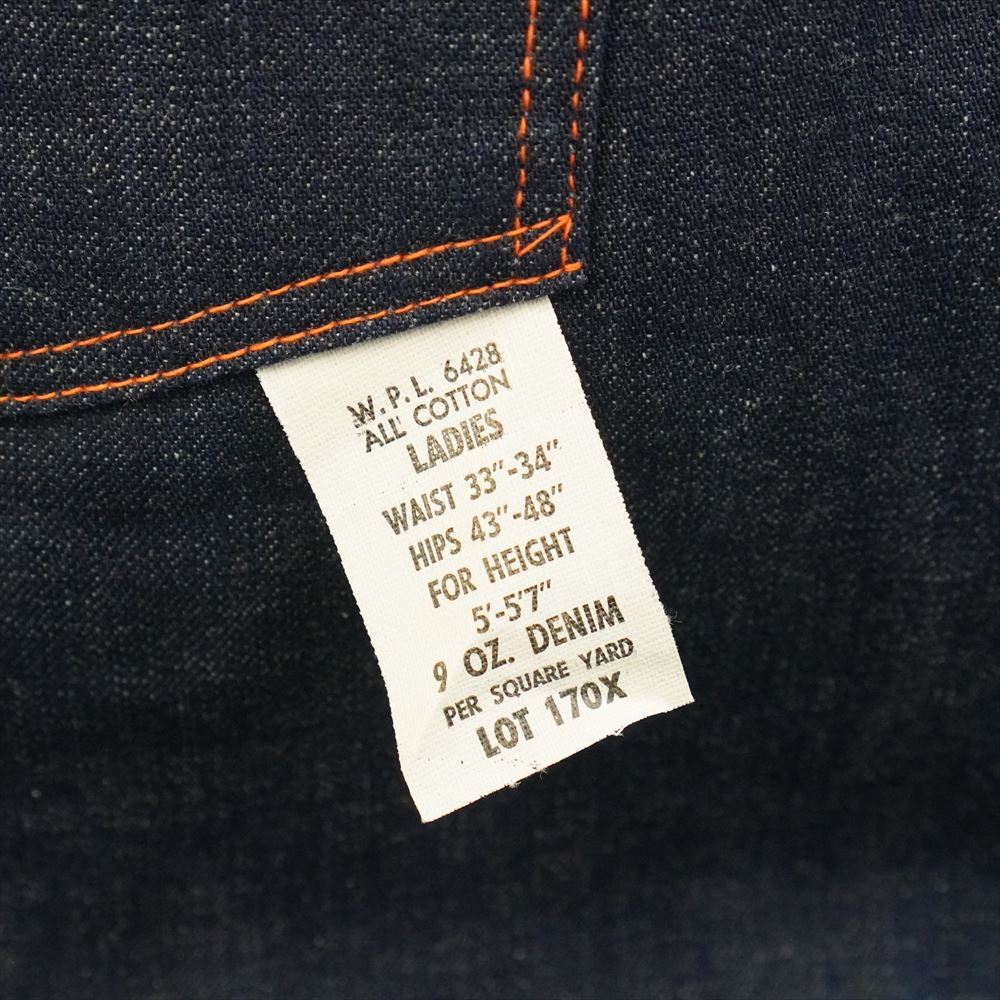 W.P.L. 6428
ALL COTTON
LADIES
WAIST 33"-34"
HIPS 43"-48"
FOR HEIGHT
5'-5'7"
9 OZ. DENIM
PER SQUARE YARD
LOT 170X